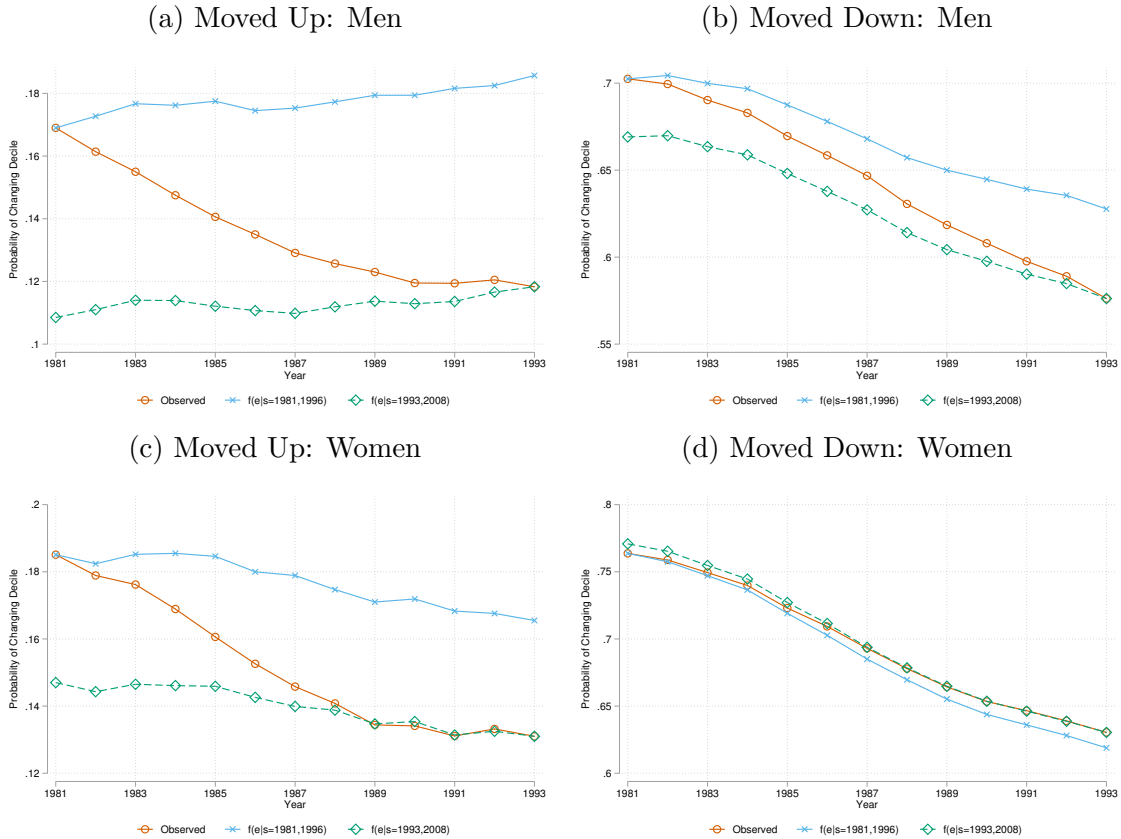 (a) Moved Up: Men
Probability of Changing Decile
.18
.16
.14
.12
.1
1981 1983 1985 1987 1989 1991 1993
Year
Observed f(e|s=1981,1996) f(e|s=1993,2008)
(b) Moved Down: Men
Probability of Changing Decile
.7
.65
.6
.55
1981 1983 1985 1987 1989 1991 1993
Year
Observed f(e|s=1981,1996) f(e|s=1993,2008)
(c) Moved Up: Women
Probability of Changing Decile
.2
.18
.16
.14
.12
1981 1983 1985 1987 1989 1991 1993
Year
Observed f(e|s=1981,1996) f(e|s=1993,2008)
(d) Moved Down: Women
Probability of Changing Decile
.8
.75
.7
.65
.6
1981 1983 1985 1987 1989 1991 1993
Year
Observed f(e|s=1981,1996) f(e|s=1993,2008)